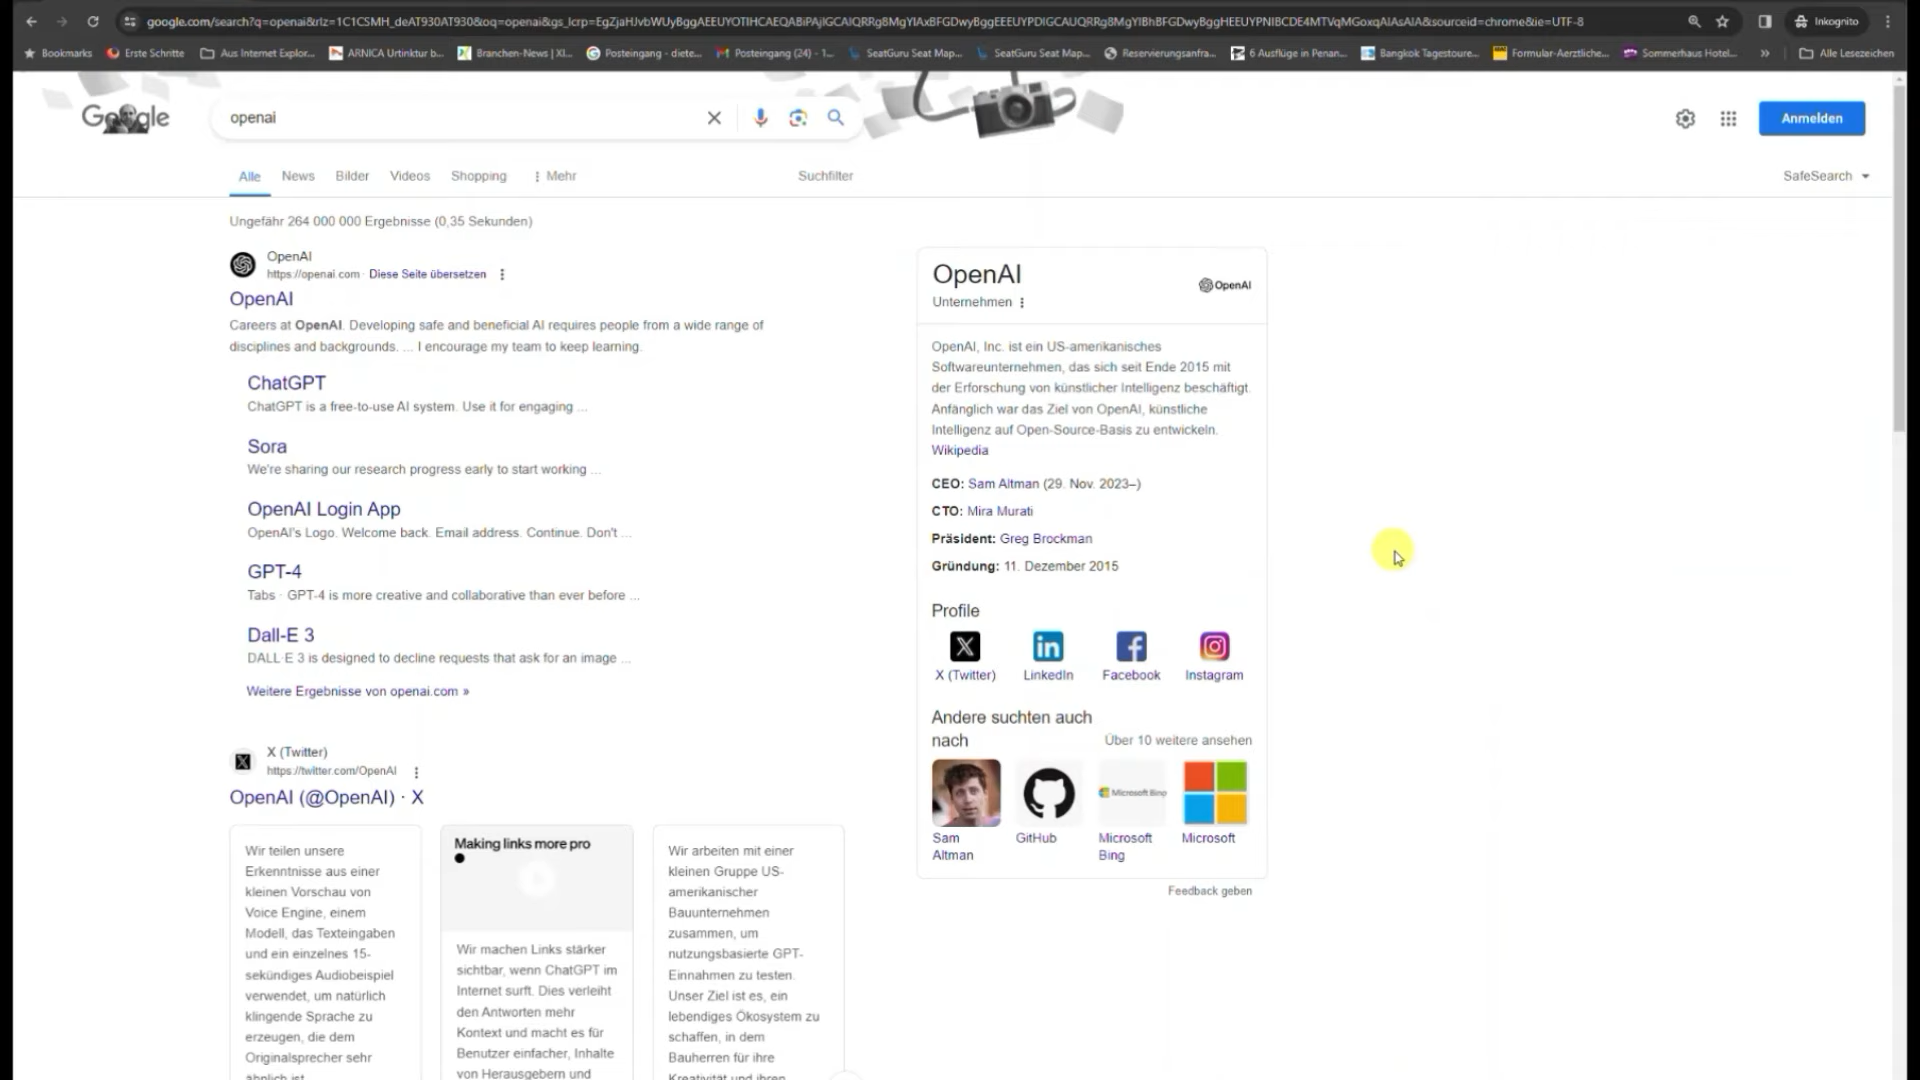 google.com/search?q=openai&rlz=1C1CSMH_deAT930AT930&oq=openai&gs_lcrp=EgZjaHJvbWUyBggAEEUYOTIHCAEQABiPAjIGCAIQRRg8MgYIAxBFGDwyBggEEEUYPDIGCAUQRRg8MgYIBhBFGDwyBggHEEUYPNIBCDE4MTVqMGoxqAIAsAIA&sourceid=chrome&ie=UTF-8
Inkognito
Bookmarks
Erste Schritte
Aus Internet Explor...
ARNICA Urtinktur b...
Branchen-News | Xl...
Posteingang - diete...
Posteingang (24) - 1...
SeatGuru Seat Map...
SeatGuru Seat Map...
Reservierungsanfra...
6 Ausflüge in Penan...
Bangkok Tagestoure...
Formular-Aerztliche...
Sommerhaus Hotel...
»
Alle Lesezeichen
Google
openai
Anmelden
Alle
News
Bilder
Videos
Shopping
Mehr
Suchfilter
SafeSearch
Ungefähr 264 000 000 Ergebnisse (0,35 Sekunden)
OpenAI
https://openai.com · Diese Seite übersetzen
OpenAI
Careers at OpenAI. Developing safe and beneficial AI requires people from a wide range of
disciplines and backgrounds. ... I encourage my team to keep learning.
ChatGPT
ChatGPT is a free-to-use AI system. Use it for engaging ...
Sora
We're sharing our research progress early to start working ...
OpenAI Login App
OpenAI's Logo. Welcome back. Email address. Continue. Don't ...
GPT-4
Tabs · GPT-4 is more creative and collaborative than ever before ...
Dall-E 3
DALL·E 3 is designed to decline requests that ask for an image ...
Weitere Ergebnisse von openai.com »
X (Twitter)
https://twitter.com/OpenAI
OpenAI (@OpenAI) · X
Wir teilen unsere
Erkenntnisse aus einer
kleinen Vorschau von
Voice Engine, einem
Modell, das Texteingaben
und ein einzelnes 15-
sekündiges Audiobeispiel
verwendet, um natürlich
klingende Sprache zu
erzeugen, die dem
Originalsprecher sehr
ähnlich ist.
Making links more pro
Wir machen Links stärker
sichtbar, wenn ChatGPT im
Internet surft. Dies verleiht
den Antworten mehr
Kontext und macht es für
Benutzer einfacher, Inhalte
von Herausgebern und
Wir arbeiten mit einer
kleinen Gruppe US-
amerikanischer
Bauunternehmen
zusammen, um
nutzungsbasierte GPT-
Einnahmen zu testen.
Unser Ziel ist es, ein
lebendiges Ökosystem zu
schaffen, in dem
Bauherren für ihre
Kreativität und ihren
OpenAI
Unternehmen
OpenAI
OpenAI, Inc. ist ein US-amerikanisches
Softwareunternehmen, das sich seit Ende 2015 mit
der Erforschung von künstlicher Intelligenz beschäftigt.
Anfänglich war das Ziel von OpenAI, künstliche
Intelligenz auf Open-Source-Basis zu entwickeln.
Wikipedia
CEO: Sam Altman (29. Nov. 2023–)
CTO: Mira Murati
Präsident: Greg Brockman
Gründung: 11. Dezember 2015
Profile
X (Twitter)
LinkedIn
Facebook
Instagram
Andere suchten auch
nach
Über 10 weitere ansehen
Microsoft Bing
Sam
Altman
GitHub
Microsoft
Bing
Microsoft
Feedback geben